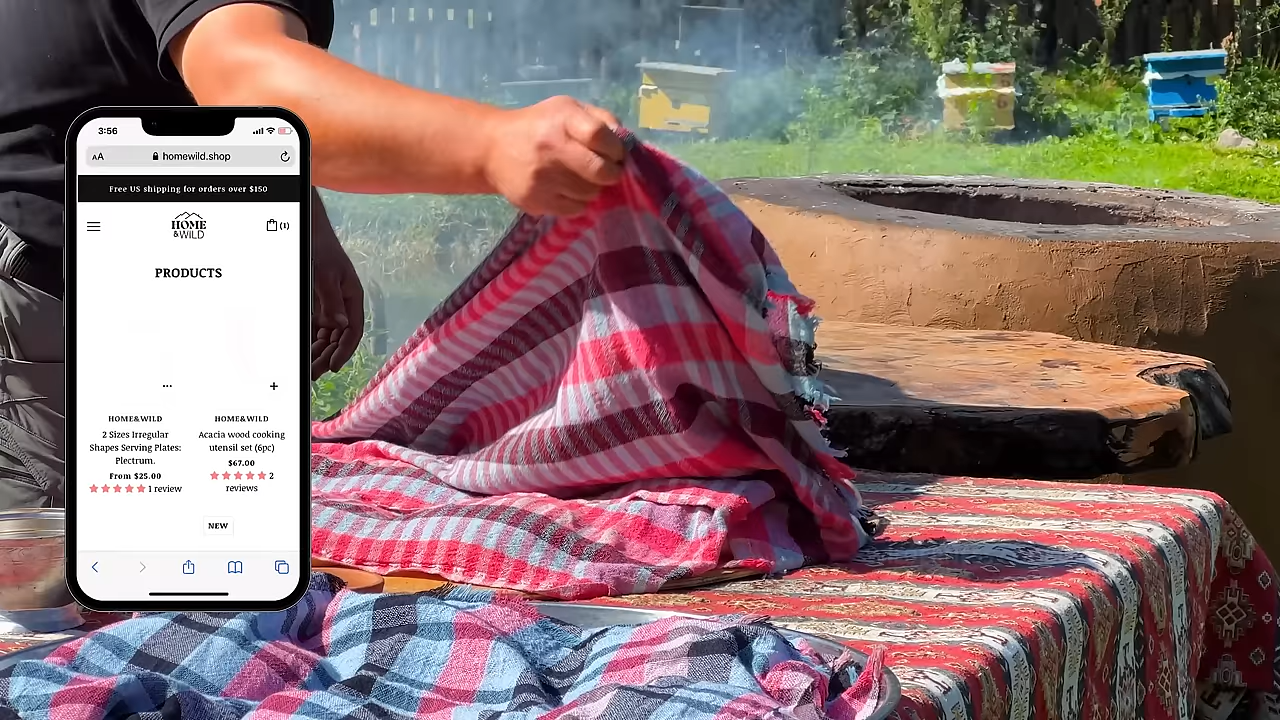 3:56
AA homewild.shop
Free US shipping for orders over $150
HOME
&WILD
(1)
PRODUCTS
HOME&WILD
2 Sizes Irregular
Shapes Serving Plates:
Plectrum.
From $25.00
1 review
HOME&WILD
Acacia wood cooking
utensil set (6pc)
$67.00
2
reviews
NEW